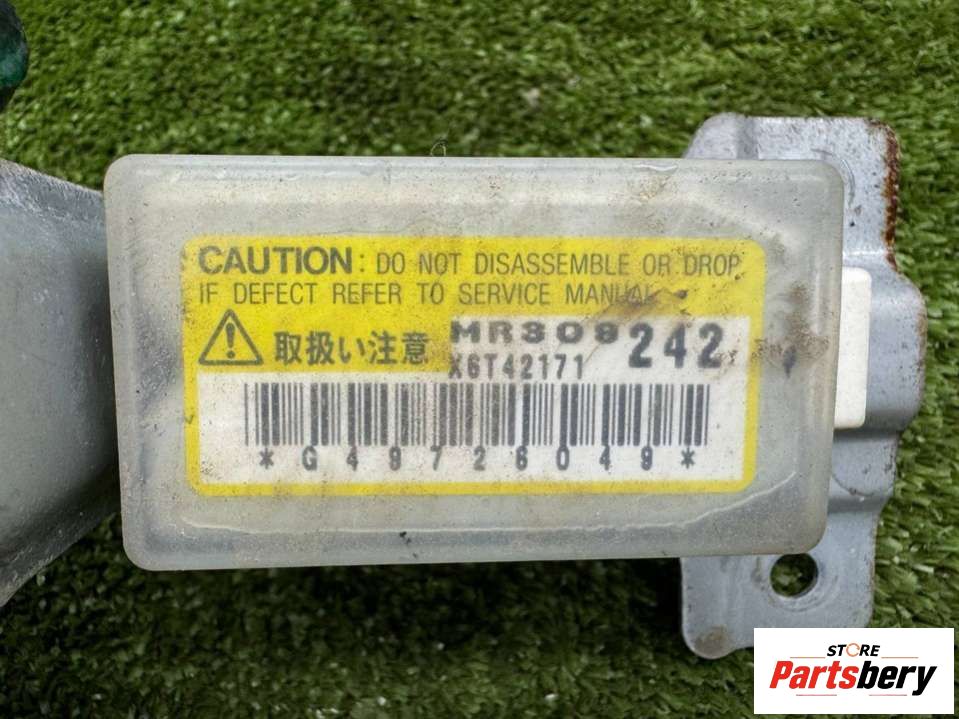 CAUTION: DO NOT DISASSEMBLE OR DROP
IF DEFECT REFER TO SERVICE MANUAL
取扱い注意 MR308242
X6T42171
*G49726049*
STORE
Partsbery